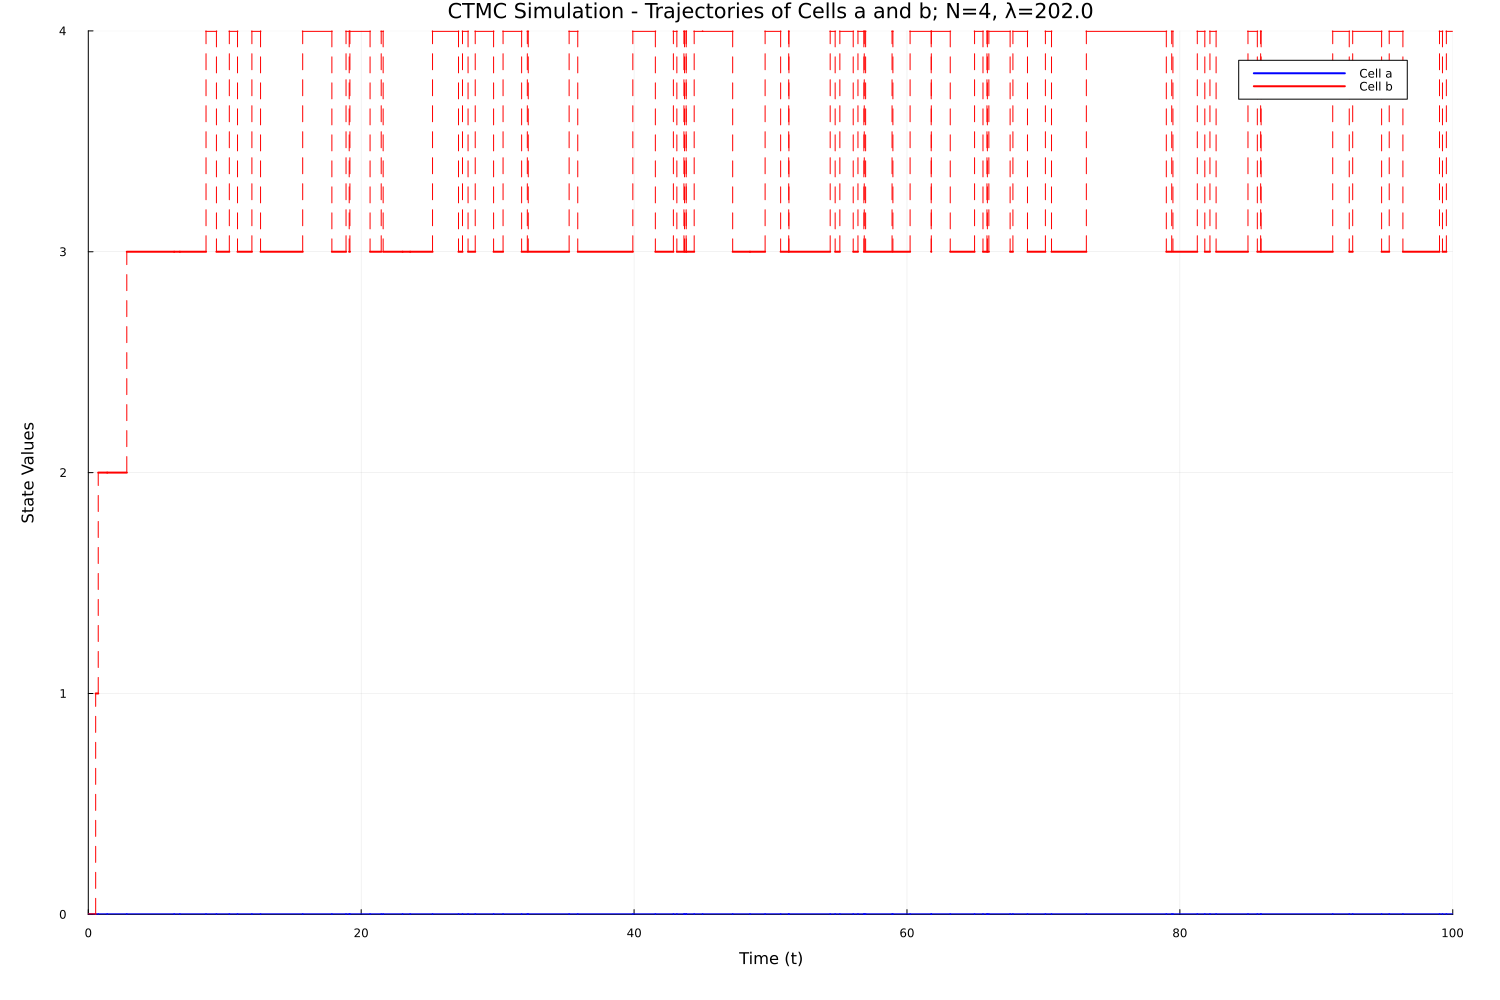 CTMC Simulation - Trajectories of Cells a and b; N=4, λ=202.0
4
Cell a
Cell b
3
State Values
2
1
0
0 20 40 60 80 100
Time (t)